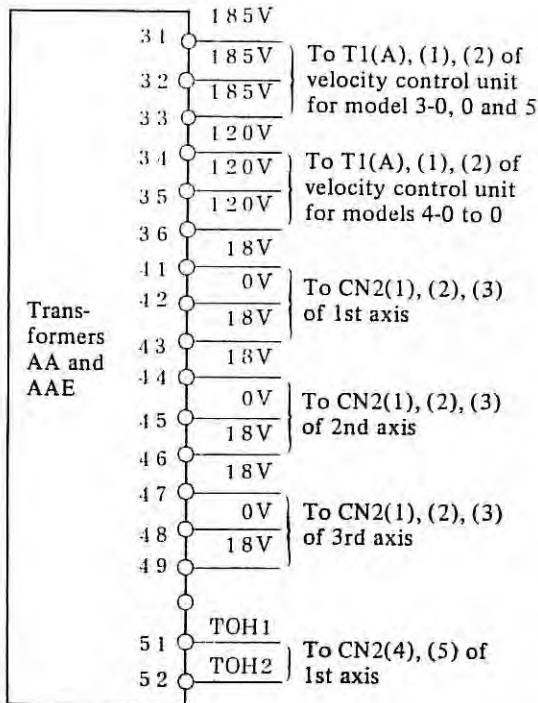 185V
31
185V
32
185V
33
To T1(A), (1), (2) of
velocity control unit
for model 3-0, 0 and 5
120V
34
120V
35
120V
36
To T1(A), (1), (2) of
velocity control unit
for models 4-0 to 0
18V
41
0V
42
18V
43
To CN2(1), (2), (3)
of 1st axis
Trans-
formers
AA and
AAE
18V
44
0V
45
18V
46
To CN2(1), (2), (3)
of 2nd axis
18V
47
0V
48
18V
49
To CN2(1), (2), (3)
of 3rd axis
51
TOH1
52
TOH2
To CN2(4), (5) of
1st axis